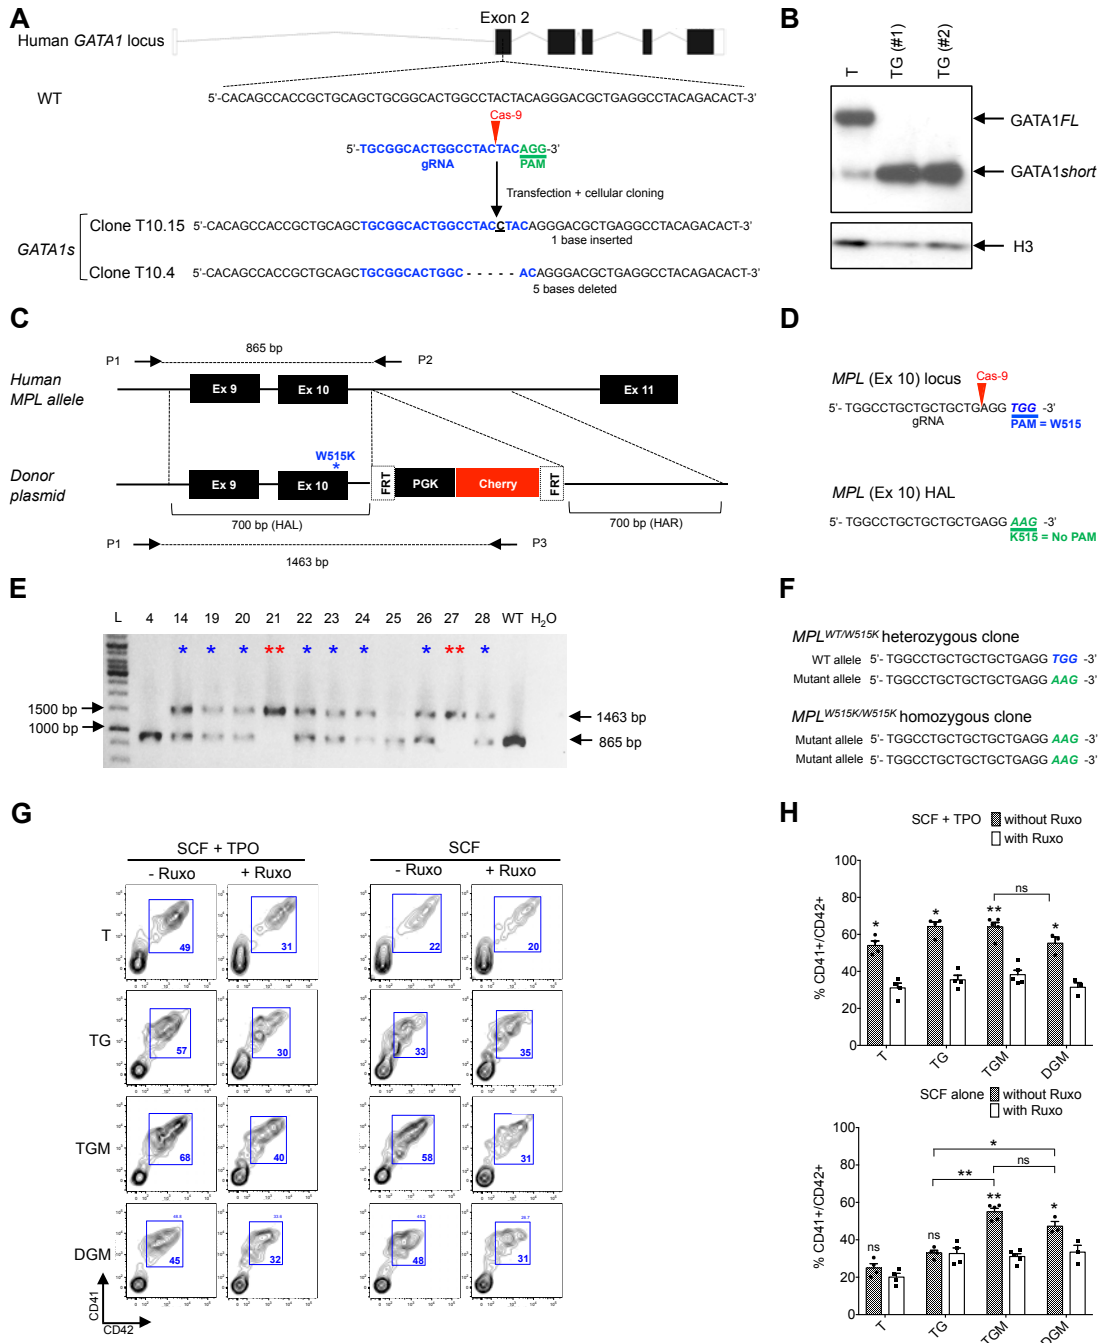 A
Exon 2
Human GATA1 locus
WT
5'-CACAGCCACCGCTGCAGCTGCGGCACTGGCCTACTACAGGGACGCTGAGGCCTACAGACACT-3'
Cas-9
5'-TGCGGCACTGGCCTACTACAGG-3'
gRNA
PAM
Transfection + cellular cloning
GATA1s
Clone T10.15 5'-CACAGCCACCGCTGCAGCTGCGGCACTGGCCTACCTACAGGGACGCTGAGGCCTACAGACACT-3'
1 base inserted
Clone T10.4 5'-CACAGCCACCGCTGCAGCTGCGGCACTGGC - - - - - ACAGGGACGCTGAGGCCTACAGACACT-3'
5 bases deleted
B
T
TG (#1)
TG (#2)
GATA1FL
GATA1short
H3
C
P1
865 bp
P2
Human
MPL allele
Ex 9
Ex 10
Ex 11
W515K
*
Donor
plasmid
Ex 9
Ex 10
FRT
PGK
Cherry
FRT
700 bp (HAL)
700 bp (HAR)
P1
P3
1463 bp
D
MPL (Ex 10) locus
Cas-9
5'- TGGCCTGCTGCTGCTGAGG TGG -3'
gRNA
PAM = W515
MPL (Ex 10) HAL
5'- TGGCCTGCTGCTGCTGAGG AAG -3'
K515 = No PAM
E
L 4 14 19 20 21 22 23 24 25 26 27 28 WT H2O
* * * ** * * * * ** *
1500 bp
1000 bp
1463 bp
865 bp
F
MPL WT/W515K heterozygous clone
WT allele 5'- TGGCCTGCTGCTGCTGAGG TGG -3'
Mutant allele 5'- TGGCCTGCTGCTGCTGAGG AAG -3'
MPL W515K/W515K homozygous clone
Mutant allele 5'- TGGCCTGCTGCTGCTGAGG AAG -3'
Mutant allele 5'- TGGCCTGCTGCTGCTGAGG AAG -3'
G
SCF + TPO
SCF
- Ruxo + Ruxo - Ruxo + Ruxo
T
49 31 22 20
TG
57 30 33 35
TGM
68 40 58 31
DGM
45 32 48 31
CD41
CD42
H
SCF + TPO
without Ruxo
with Ruxo
% CD41+/CD42+
100
80
60
40
20
0
* * ** ns *
T TG TGM DGM
SCF alone
without Ruxo
with Ruxo
% CD41+/CD42+
100
80
60
40
20
0
*
** ns
ns ns ** *
T TG TGM DGM